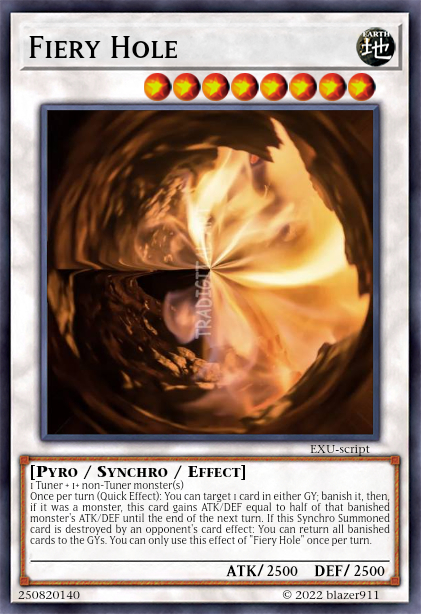 Fiery Hole
EARTH
地
TRADIGITAL
EXU-script
[Pyro / Synchro / Effect]
1 Tuner + 1+ non-Tuner monster(s)
Once per turn (Quick Effect): You can target 1 card in either GY; banish it, then,
if it was a monster, this card gains ATK/DEF equal to half of that banished
monster's ATK/DEF until the end of the next turn. If this Synchro Summoned
card is destroyed by an opponent's card effect: You can return all banished
cards to the GYs. You can only use this effect of "Fiery Hole" once per turn.
ATK/ 2500 DEF/ 2500
250820140 © 2022 blazer911